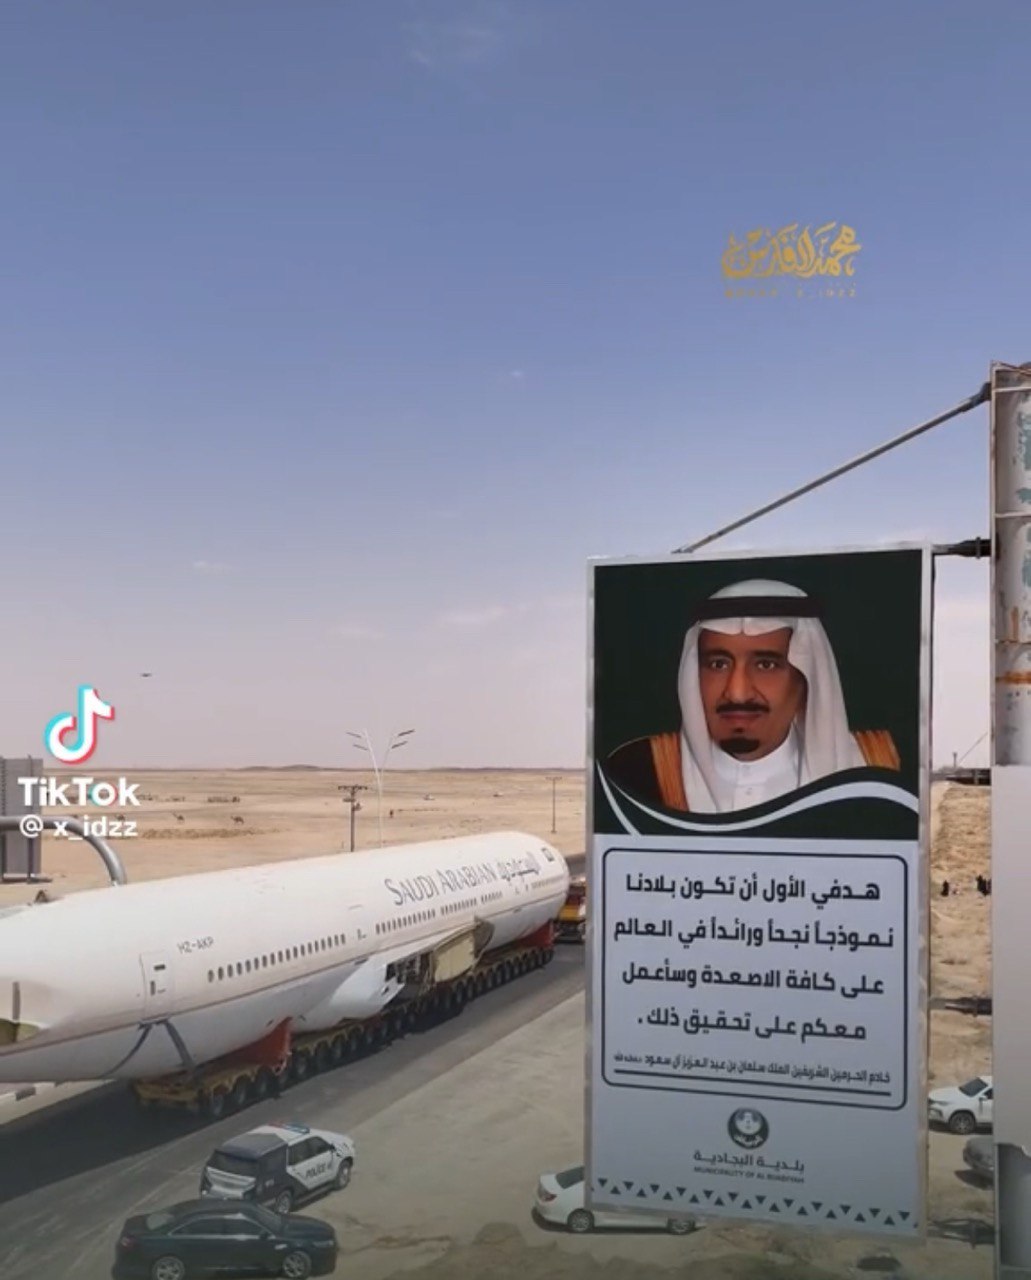 محمد الفارس
TikTok
@ x_idzz
SAUDI ARABIAN السعودية
HZ-AKP
POLICE
هدفي الأول أن تكون بلادنا
نموذجاً نجحاً ورائداً في العالم
على كافة الاصعدة وسأعمل
معكم على تحقيق ذلك .
خادم الحرمين الشريفين الملك سلمان بن عبد العزيز آل سعود
بلدية البجادية
MUNICIPALITY OF AL BJADIYAH